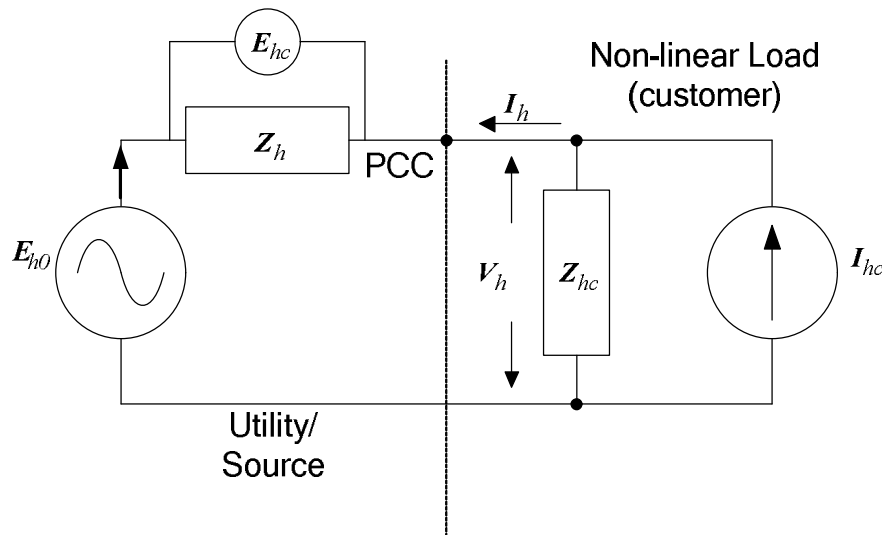 E_hc
Non-linear Load
(customer)
I_h
Z_h
PCC
E_h0
V_h
Z_hc
I_hc
Utility/
Source